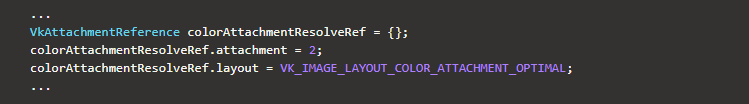 ...
VkAttachmentReference colorAttachmentResolveRef = {};
colorAttachmentResolveRef.attachment = 2;
colorAttachmentResolveRef.layout = VK_IMAGE_LAYOUT_COLOR_ATTACHMENT_OPTIMAL;
...